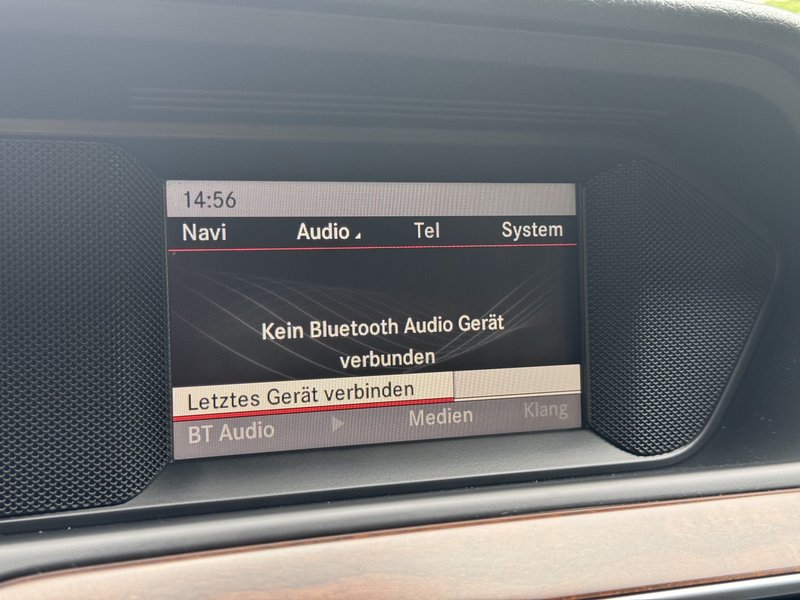 14:56
Navi Audio Tel System
Kein Bluetooth Audio Gerät
verbunden
Letztes Gerät verbinden
BT Audio Medien Klang